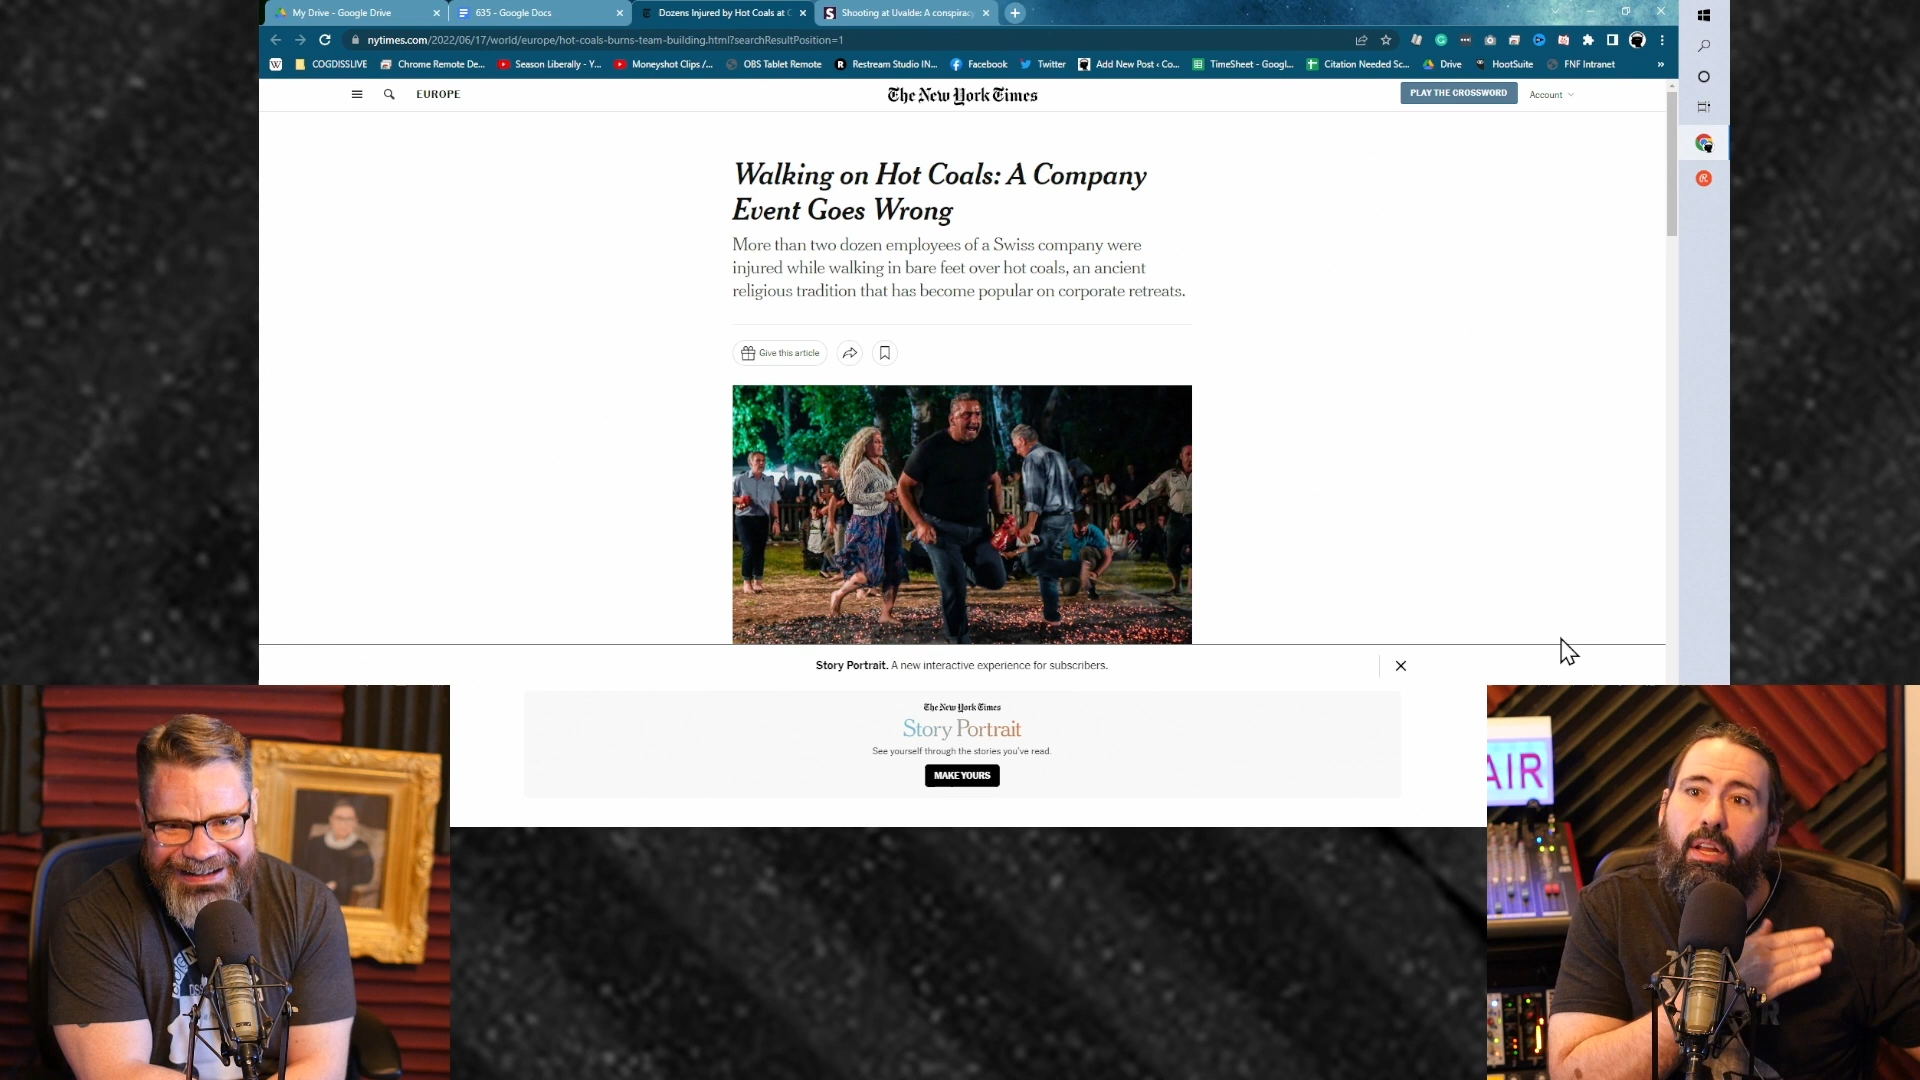 My Drive - Google Drive
635 - Google Docs
Dozens Injured by Hot Coals at C
Shooting at Uvalde: A conspirac
nytimes.com/2022/06/17/world/europe/hot-coals-burns-team-building.html?searchResultPosition=1
COGDISSLIVE
Chrome Remote De...
Season Liberally - Y...
Moneyshot Clips /...
OBS Tablet Remote
Restream Studio IN...
Facebook
Twitter
Add New Post ‹ Co...
TimeSheet - Googl...
Citation Needed Sc...
Drive
HootSuite
FNF Intranet
»
EUROPE
The New York Times
PLAY THE CROSSWORD
Account
Walking on Hot Coals: A Company
Event Goes Wrong
More than two dozen employees of a Swiss company were
injured while walking in bare feet over hot coals, an ancient
religious tradition that has become popular on corporate retreats.
Give this article
Story Portrait. A new interactive experience for subscribers.
The New York Times
Story Portrait
See yourself through the stories you've read.
MAKE YOURS
AIR